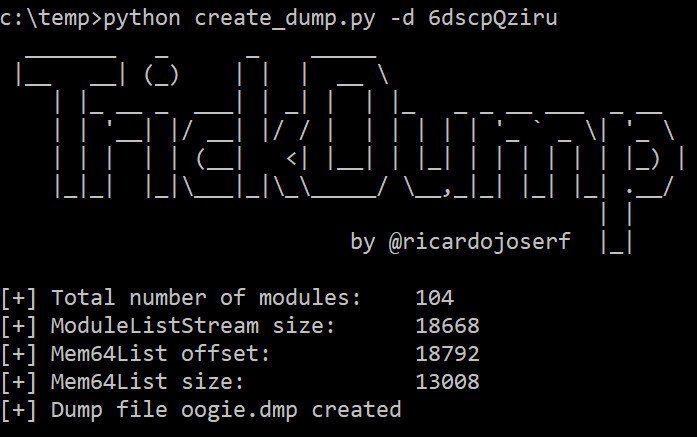 c:\temp>python create_dump.py -d 6dscpQziru
TrickDump
by @ricardojoserf
[+] Total number of modules: 104
[+] ModuleListStream size: 18668
[+] Mem64List offset: 18792
[+] Mem64List size: 13008
[+] Dump file oogie.dmp created